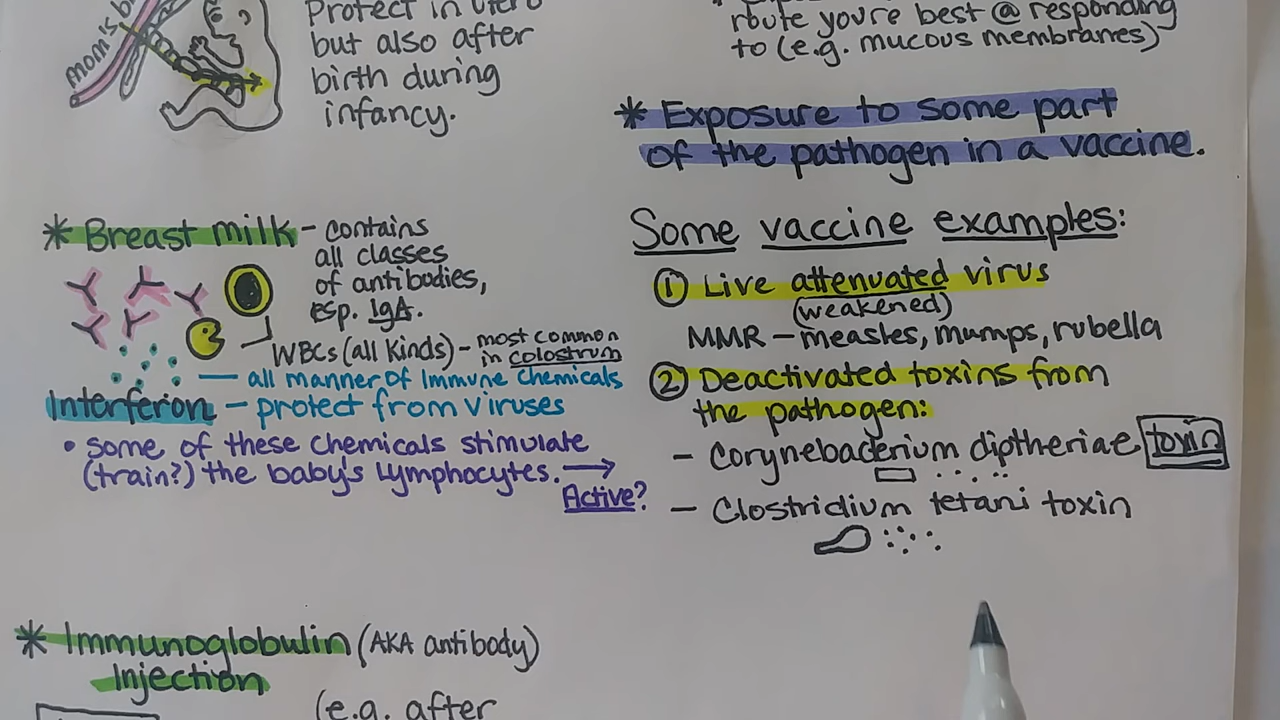 mom's b
Protect in utero
but also after
birth during
infancy.
* Breast milk - contains
all classes
of antibodies,
esp. IgA.
WBCs (all kinds) - most common
in colostrum
all manner of immune chemicals
Interferon - protect from viruses
• some of these chemicals stimulate
(train?) the baby's lymphocytes. →
Active?
* Immunoglobulin (AKA antibody)
Injection
(e.g. after
route you're best @ responding
to (e.g. mucous membranes)
* Exposure to some part
of the pathogen in a vaccine.
Some vaccine examples:
① Live attenuated virus
(weakened)
MMR - measles, mumps, rubella
② Deactivated toxins from
the pathogen:
- Corynebacterium diptheriae toxin
- Clostridium tetani toxin